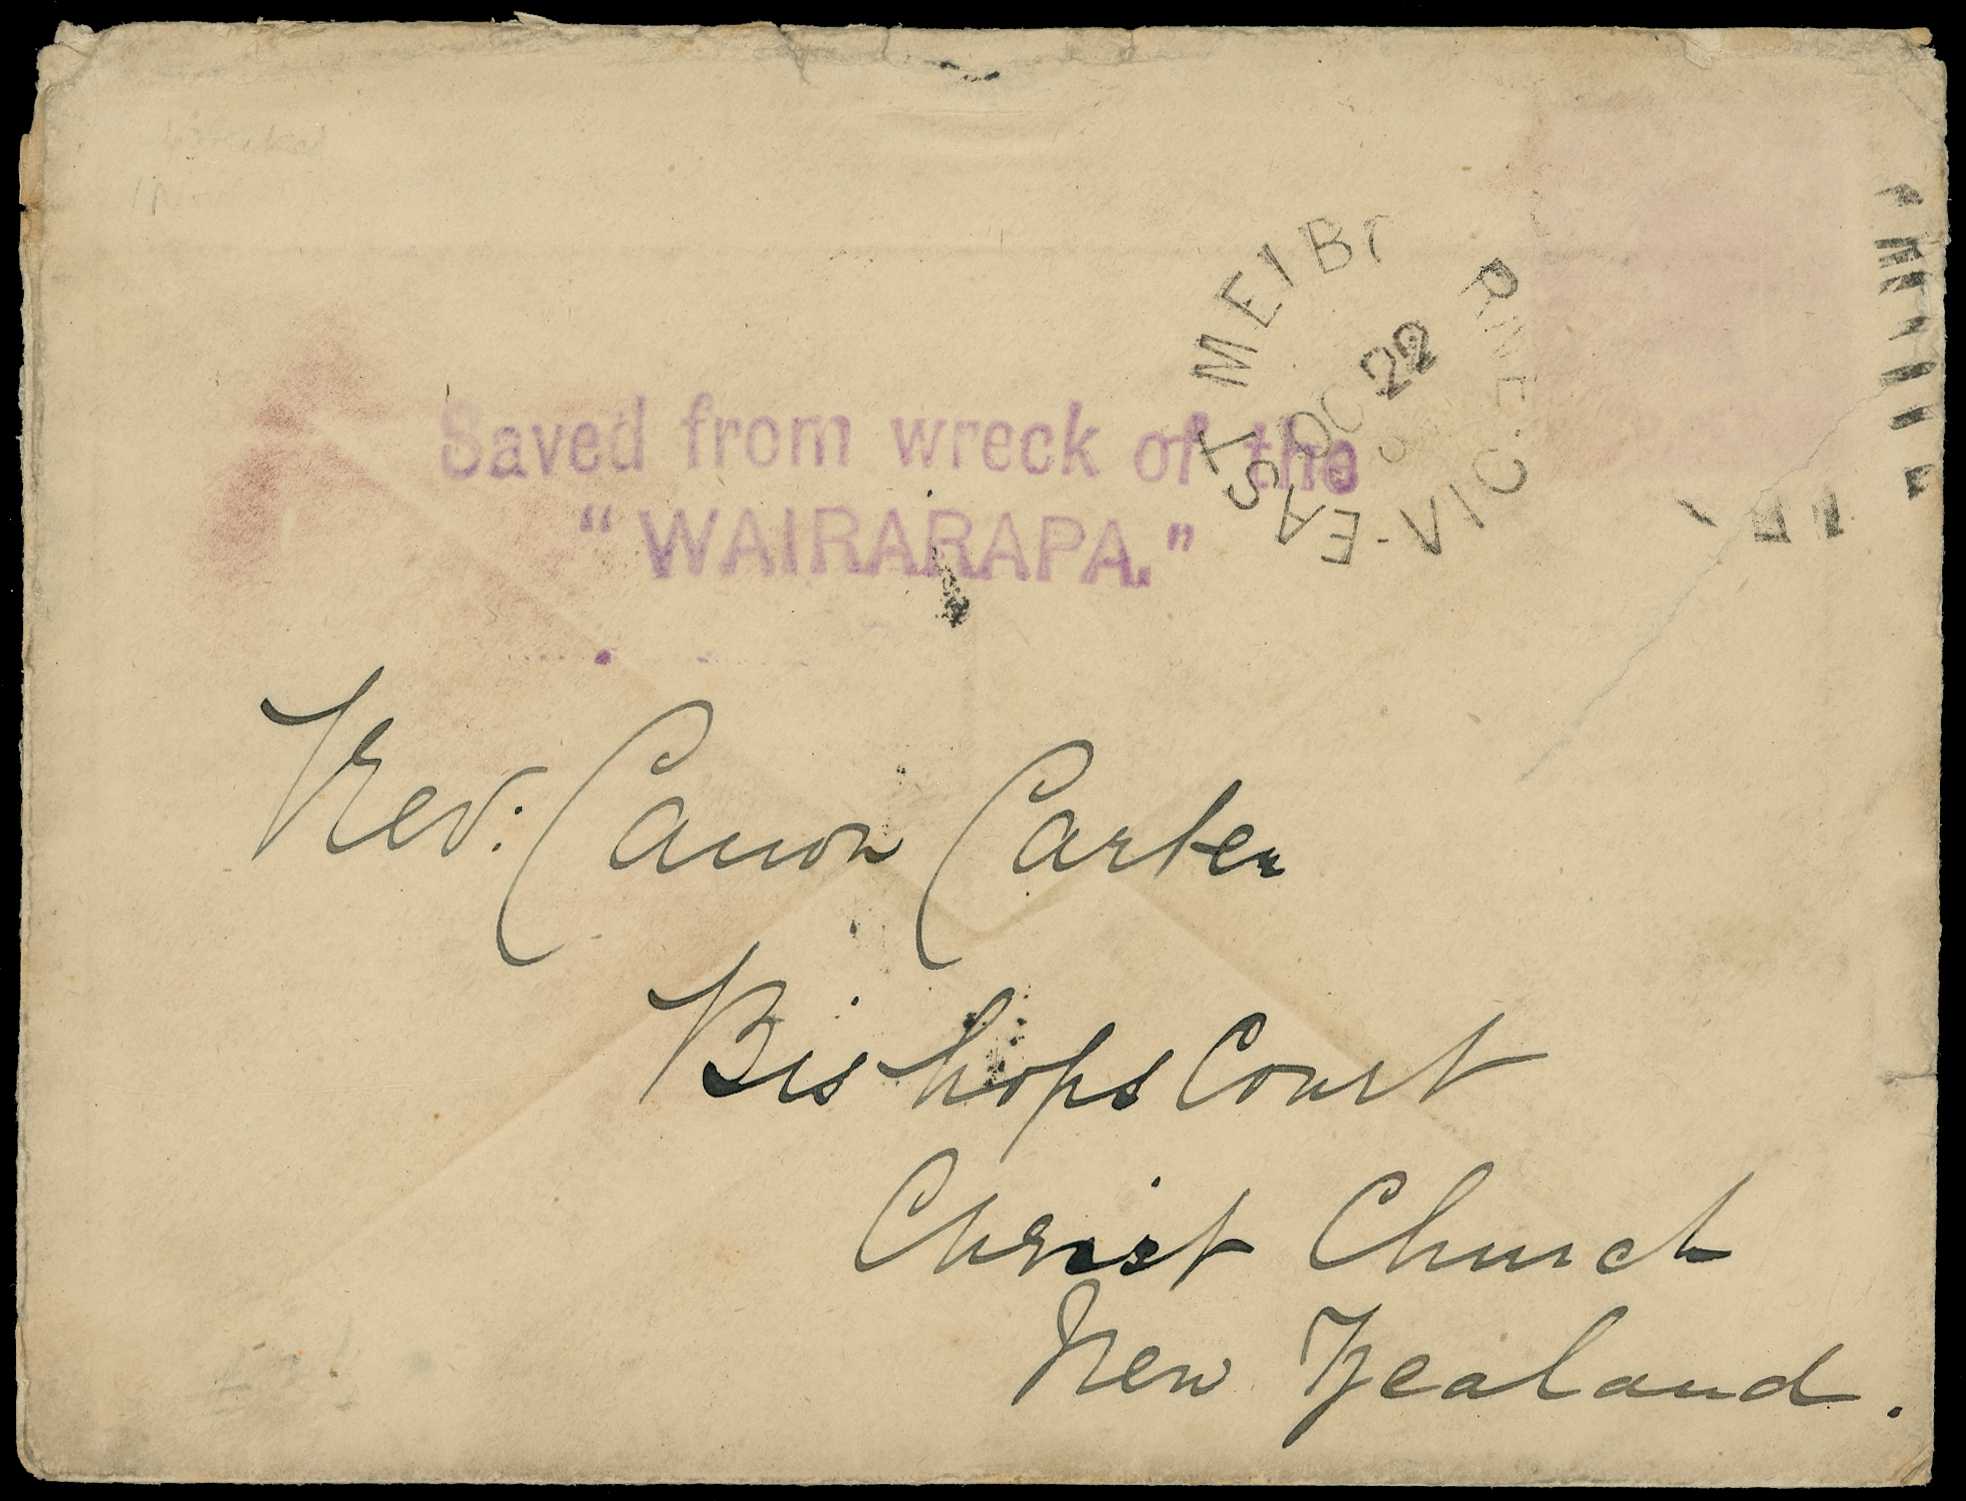 EAST MELBOURNE · VIC
OC 22
Saved from wreck of the
“WAIRARAPA.”
Rev: Canon Carter
Bishops Court
Christ Church
New Zealand.